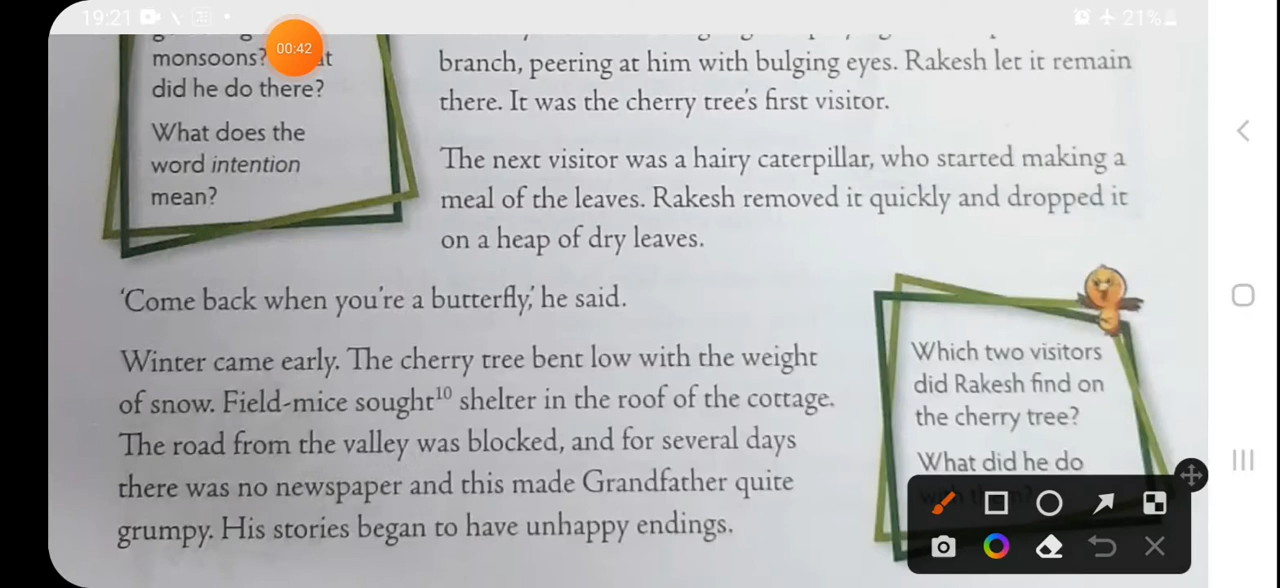 19:21
21%
00:42
monsoons?
did he do there?
What does the
word intention
mean?
branch, peering at him with bulging eyes. Rakesh let it remain
there. It was the cherry tree's first visitor.
The next visitor was a hairy caterpillar, who started making a
meal of the leaves. Rakesh removed it quickly and dropped it
on a heap of dry leaves.
'Come back when you're a butterfly,' he said.
Winter came early. The cherry tree bent low with the weight
of snow. Field-mice sought10 shelter in the roof of the cottage.
The road from the valley was blocked, and for several days
there was no newspaper and this made Grandfather quite
grumpy. His stories began to have unhappy endings.
Which two visitors
did Rakesh find on
the cherry tree?
What did he do